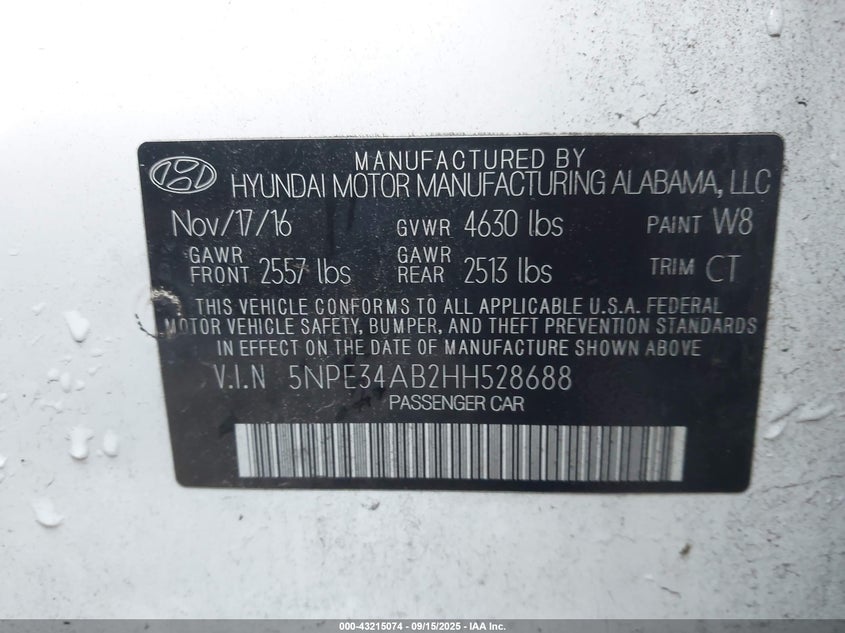 MANUFACTURED BY
HYUNDAI MOTOR MANUFACTURING ALABAMA, LLC
Nov/17/16 GVWR 4630 lbs PAINT W8
GAWR FRONT 2557 lbs GAWR REAR 2513 lbs TRIM CT
THIS VEHICLE CONFORMS TO ALL APPLICABLE U.S.A. FEDERAL
MOTOR VEHICLE SAFETY, BUMPER, AND THEFT PREVENTION STANDARDS
IN EFFECT ON THE DATE OF MANUFACTURE SHOWN ABOVE
V.I.N 5NPE34AB2HH528688
PASSENGER CAR
000-43215074 - 09/15/2025 - IAA Inc.